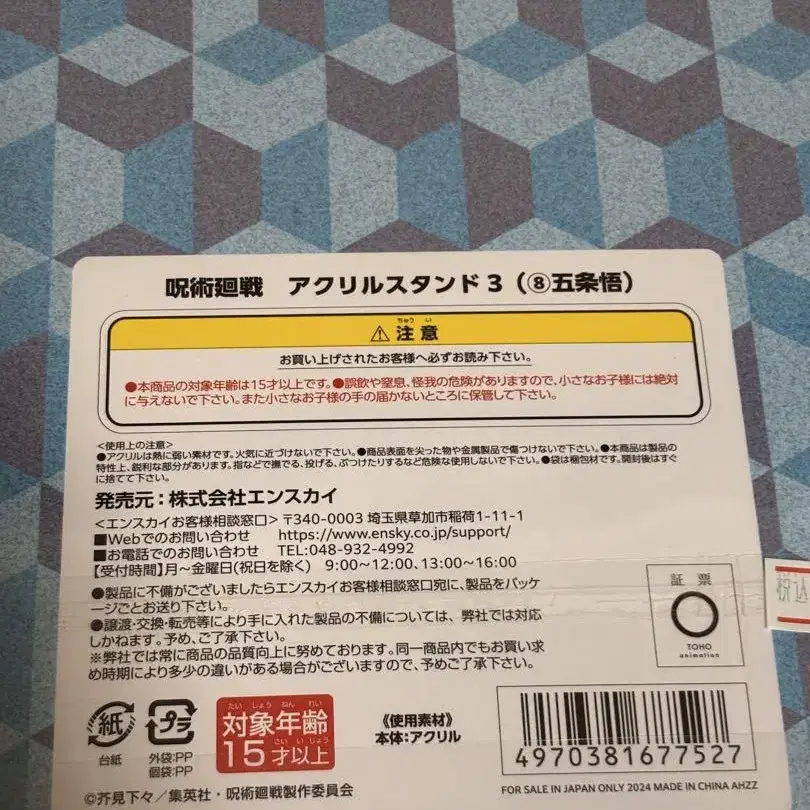 呪術廻戦 アクリルスタンド3(⑧五条悟)
ちゅう い
⚠注意
お買い上げされたお客様へ必ずお読み下さい。
●本商品の対象年齢は15才以上です。●誤飲や窒息、怪我の危険がありますので、小さなお子様には絶対
に与えないで下さい。また小さなお子様の手の届かないところに保管して下さい。
<使用上の注意>
●アクリルは熱に弱い素材です。火気に近づけないで下さい。●商品表面を尖った物や金属製品で傷つけないで下さい。●本商品は製品の
特性上、鋭利な部分があります。指などで撫でる、投げる、ぶつけたりするなど危険な使用しないで下さい。●袋は梱包材です。開封後はすぐ
に捨てて下さい。
発売元:株式会社エンスカイ
<エンスカイお客様相談窓口>〒340-0003 埼玉県草加市稲荷1-11-1
■Webでのお問い合わせ https://www.ensky.co.jp/support/
■お電話でのお問い合わせ TEL:048-932-4992
【受付時間】月~金曜日(祝日を除く) 9:00~12:00、13:00~16:00
●製品に不備がございましたらエンスカイお客様相談窓口宛に、製品をパッケ
ージごとお送り下さい。
●譲渡・交換・転売等により手に入れた製品の不備については、弊社では対応
しかねます。予め、ご了承下さい。
※弊社では常に商品の品質向上に努めております。同一商品内でもお買い求
め時期により多少の違いがある場合がございますので、予めご了承下さい。
証票
TOHO
animation
税込
紙
台紙
プラ
外袋:PP
個袋:PP
たいしょうねんれい
対象年齢
さいいじょう
15才以上
《使用素材》
本体:アクリル
4970381677527
©芥見下々/集英社・呪術廻戦製作委員会
FOR SALE IN JAPAN ONLY 2024 MADE IN CHINA AHZZ